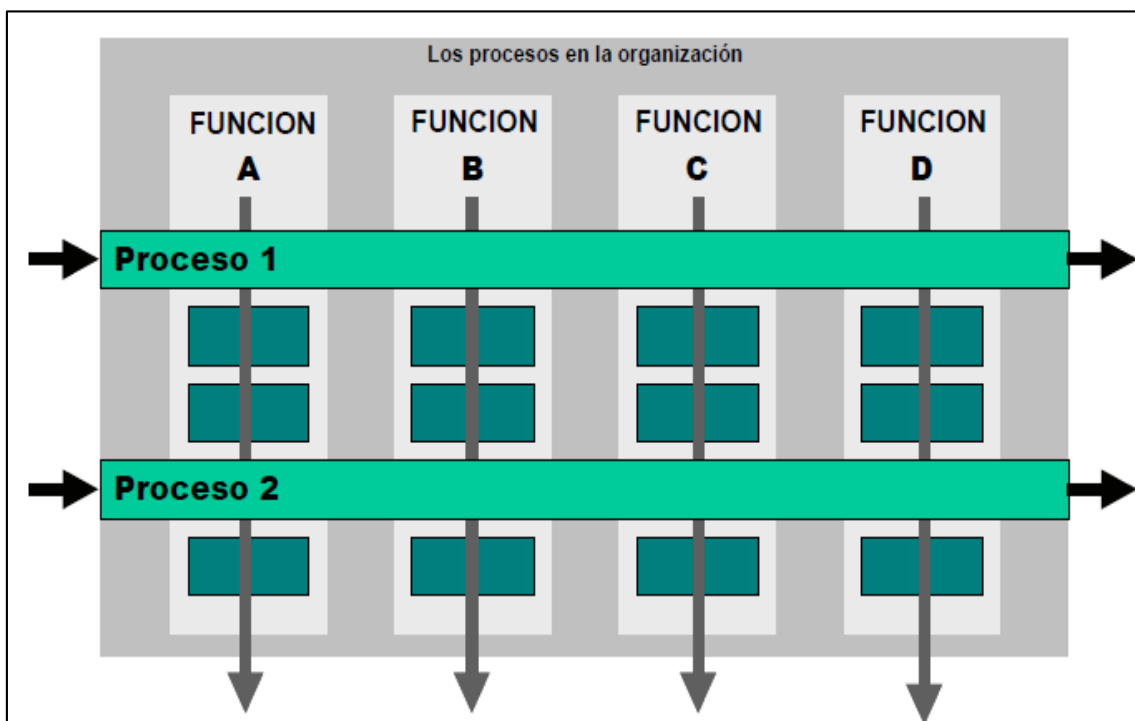 Los procesos en la organización
FUNCION
A
FUNCION
B
FUNCION
C
FUNCION
D
Proceso 1
Proceso 2